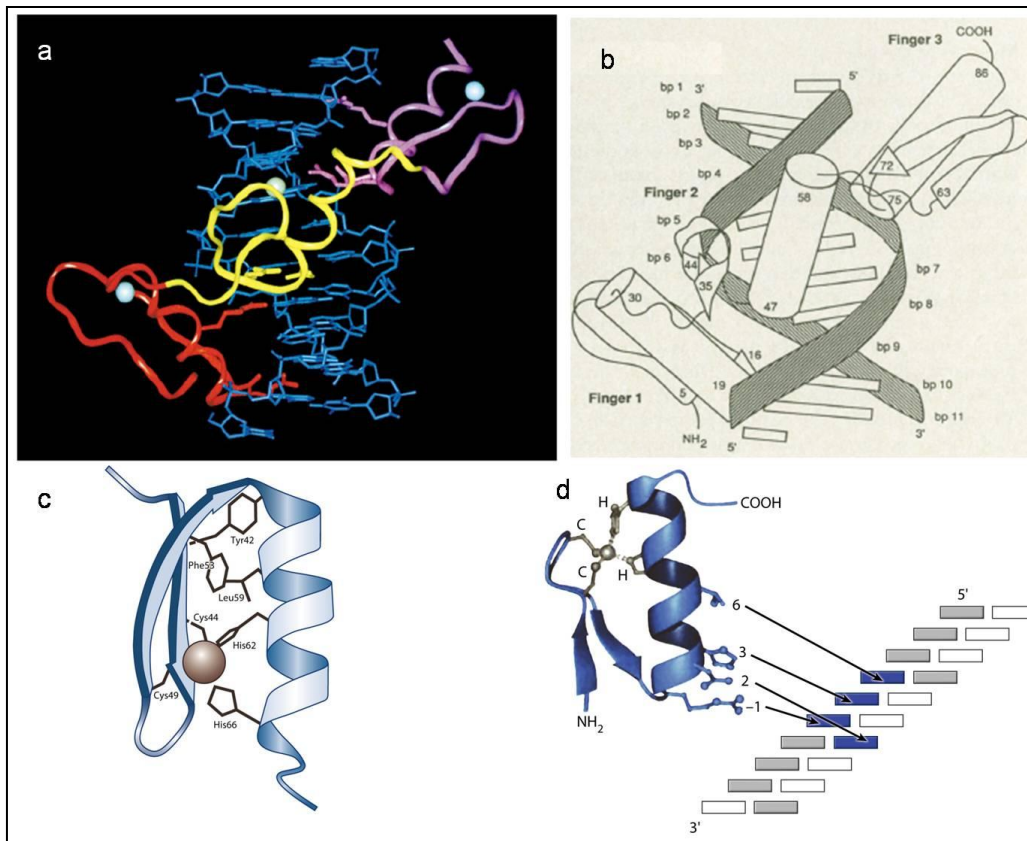 a
b
Finger 3
COOH
86
5'
bp 1
3'
bp 2
bp 3
72
bp 4
63
75
58
Finger 2
bp 5
bp 6
44
35
bp 7
30
47
bp 8
16
bp 9
5
19
bp 10
Finger 1
bp 11
NH2
5'
3'
c
Tyr42
Phe53
Leu59
Cys44
His62
Cys49
His66
d
H
COOH
C
C
H
6
5'
3
2
–1
NH2
3'